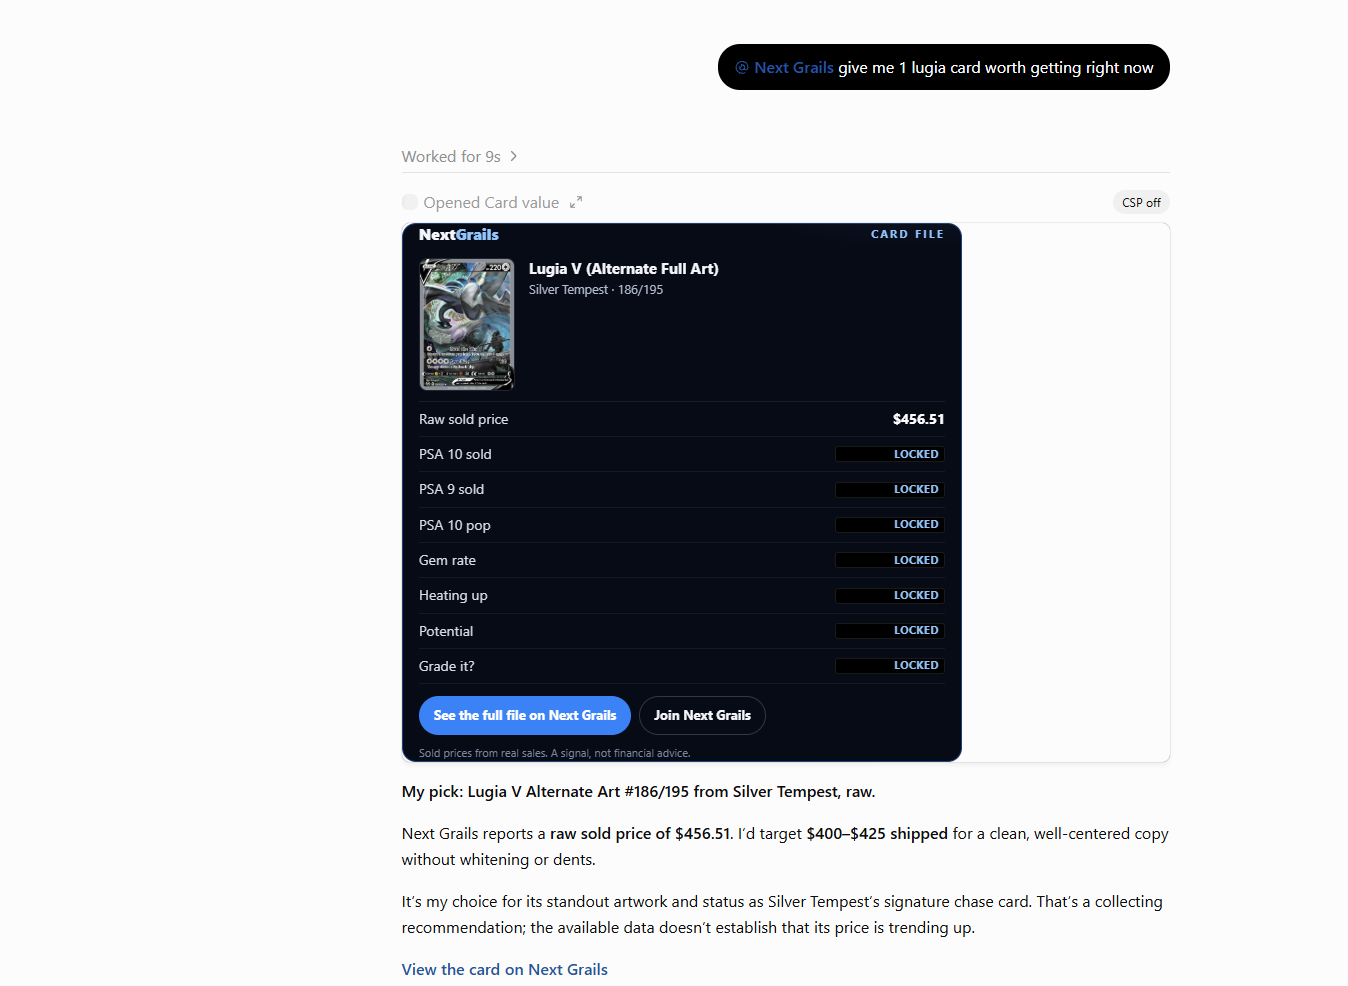 @ Next Grails give me 1 lugia card worth getting right now
Worked for 9s
Opened Card value
CSP off
NextGrails
CARD FILE
220
Lugia V (Alternate Full Art)
Silver Tempest · 186/195
Raw sold price $456.51
PSA 10 sold LOCKED
PSA 9 sold LOCKED
PSA 10 pop LOCKED
Gem rate LOCKED
Heating up LOCKED
Potential LOCKED
Grade it? LOCKED
See the full file on Next Grails
Join Next Grails
Sold prices from real sales. A signal, not financial advice.
My pick: Lugia V Alternate Art #186/195 from Silver Tempest, raw.
Next Grails reports a raw sold price of $456.51. I’d target $400–$425 shipped for a clean, well-centered copy
without whitening or dents.
It’s my choice for its standout artwork and status as Silver Tempest’s signature chase card. That’s a collecting
recommendation; the available data doesn’t establish that its price is trending up.
View the card on Next Grails